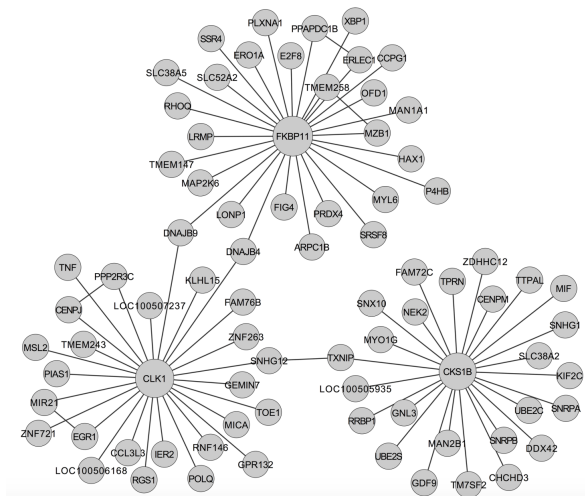 PLXNA1
PPAPDC1B
XBP1
SSR4
ERO1A
E2F8
ERLEC1
CCPG1
SLC38A5
SLC52A2
TMEM258
OFD1
RHOQ
MAN1A1
LRMP
FKBP11
MZB1
TMEM147
HAX1
MAP2K6
P4HB
MYL6
LONP1
FIG4
PRDX4
DNAJB9
SRSF8
DNAJB4
ARPC1B
TNF
PPP2R3C
KLHL15
CENPJ
LOC100507237
FAM76B
TMEM243
ZNF263
MSL2
SNHG12
PIAS1
CLK1
GEMIN7
MIR21
TOE1
ZNF721
EGR1
MICA
CCL3L3
IER2
RNF146
LOC100506168
RGS1
POLQ
GPR132
FAM72C
ZDHHC12
TPRN
TTPAL
SNX10
CENPM
MIF
NEK2
MYO1G
SNHG1
TXNIP
SLC38A2
CKS1B
KIF2C
LOC100505935
RRBP1
GNL3
UBE2C
SNRPA
MAN2B1
SNRPB
UBE2S
DDX42
GDF9
TM7SF2
CHCHD3